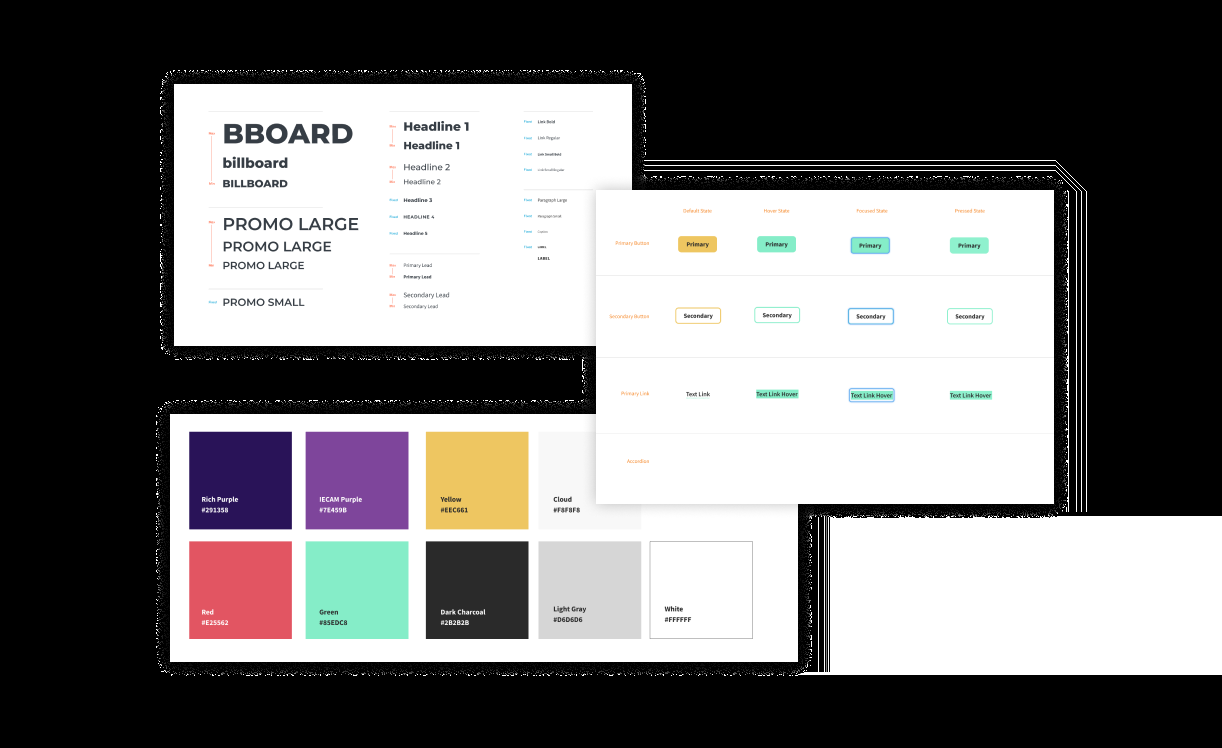 BBOARD
billboard
BILLBOARD
PROMO LARGE
PROMO LARGE
PROMO LARGE
PROMO SMALL
Headline 1
Headline 1
Headline 2
Headline 2
Headline 3
HEADLINE 4
Headline 5
Primary Lead
Primary Lead
Secondary Lead
Secondary Lead
Link Bold
Link Regular
Link Small Bold
Link Small Regular
Paragraph Large
Paragraph Small
LABEL
LABEL
Default State
Hover State
Focused State
Pressed State
Primary Button
Primary
Primary
Primary
Primary
Secondary Button
Secondary
Secondary
Secondary
Secondary
Primary Link
Text Link
Text Link Hover
Text Link Hover
Text Link Hover
Accordion
Rich Purple
#291358
IECAM Purple
#7E459B
Yellow
#EEC661
Cloud
#F8F8F8
Red
#E25562
Green
#85EDC8
Dark Charcoal
#2B2B2B
Light Gray
#D6D6D6
White
#FFFFFF